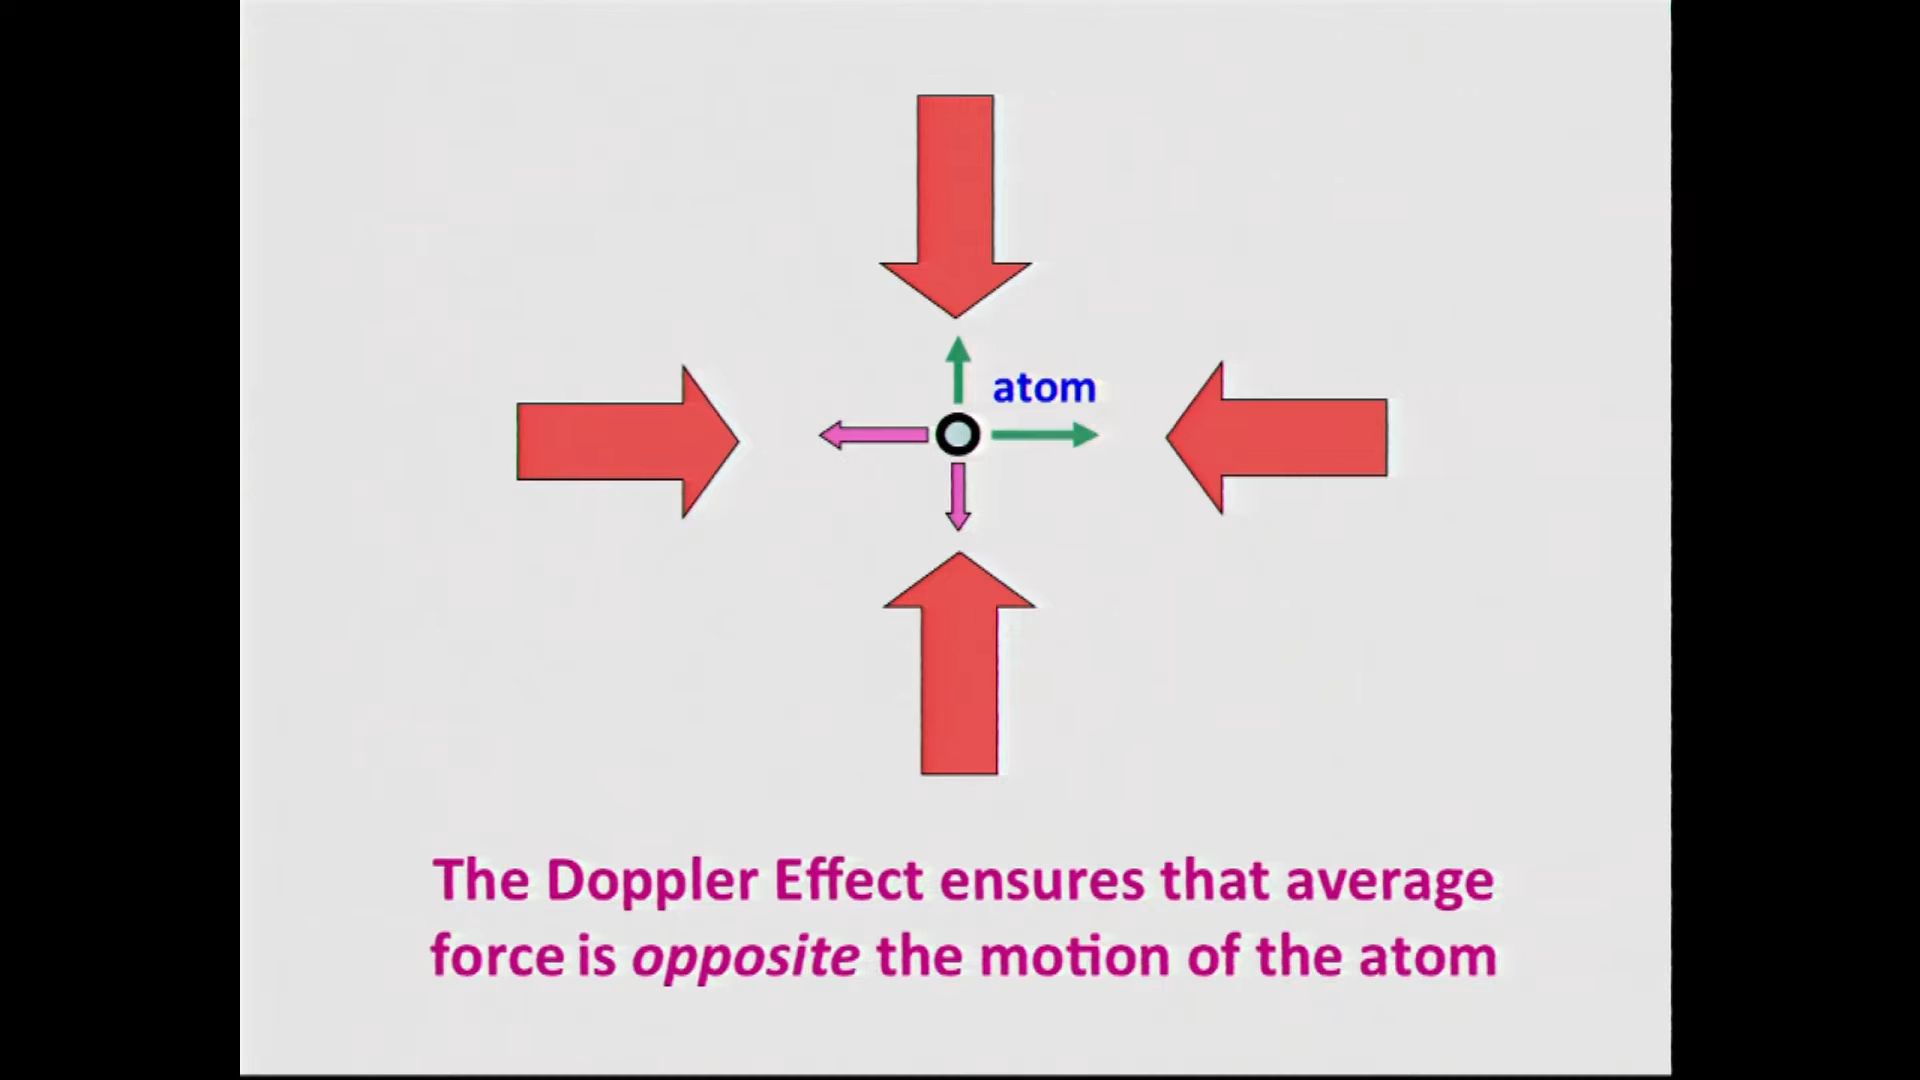 atom
The Doppler Effect ensures that average
force is opposite the motion of the atom